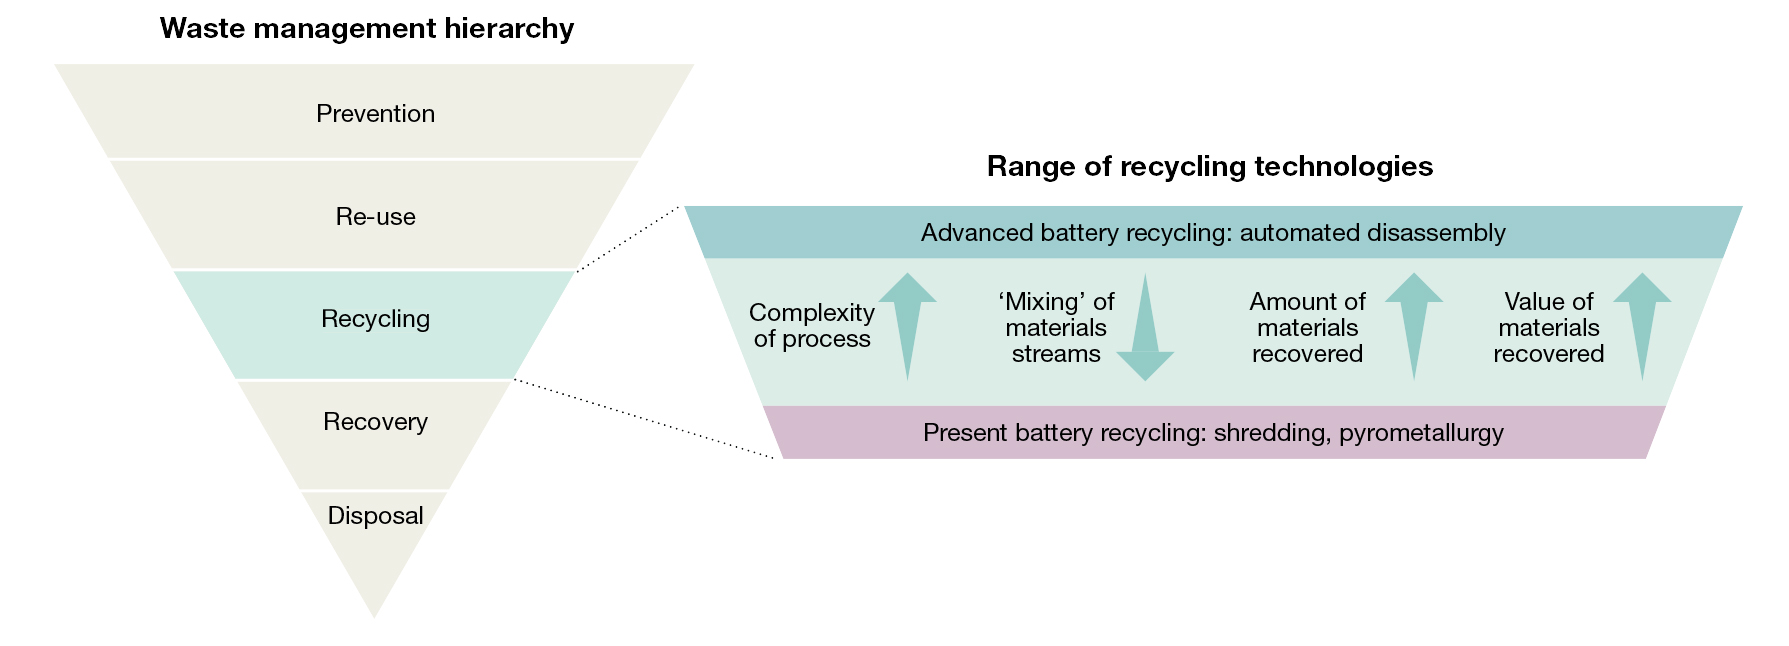 Waste management hierarchy
Prevention
Re-use
Recycling
Recovery
Disposal
Range of recycling technologies
Advanced battery recycling: automated disassembly
Complexity
of process
‘Mixing’ of
materials
streams
Amount of
materials
recovered
Value of
materials
recovered
Present battery recycling: shredding, pyrometallurgy